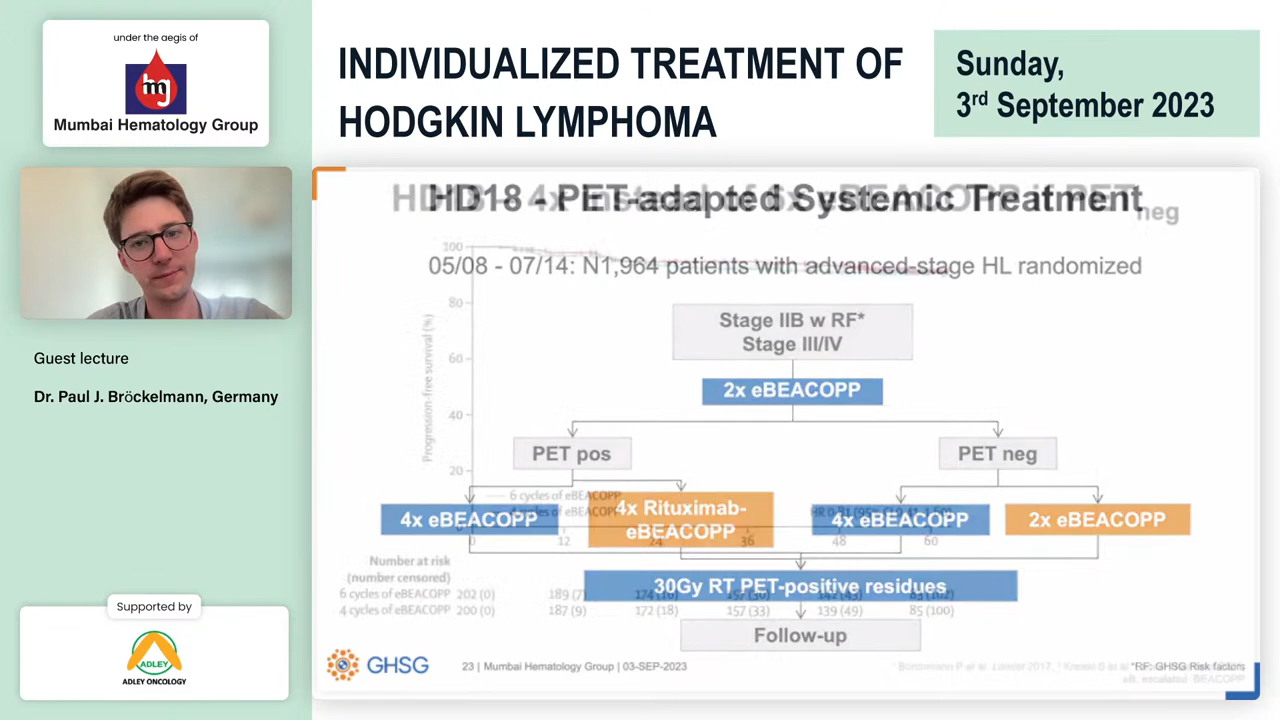 under the aegis of
Mumbai Hematology Group
INDIVIDUALIZED TREATMENT OF
HODGKIN LYMPHOMA
Sunday,
3rd September 2023
Guest lecture
Dr. Paul J. Bröckelmann, Germany
Supported by
ADLEY
ADLEY ONCOLOGY
HD18 - PET-adapted Systemic Treatment
neg
05/08 - 07/14: N1,964 patients with advanced-stage HL randomized
Stage IIB w RF*
Stage III/IV
2x eBEACOPP
PET pos
PET neg
4x eBEACOPP
4x Rituximab-
eBEACOPP
4x eBEACOPP
2x eBEACOPP
30Gy RT PET-positive residues
Follow-up
Progression-free survival (%)
100
80
60
40
20
6 cycles of eBEACOPP
12
24
36
48
60
Number at risk
(number censored)
6 cycles of eBEACOPP 202 (0) 189 (7)
4 cycles of eBEACOPP 200 (0) 187 (9) 172 (18) 157 (33) 139 (49) 85 (100)
GHSG
23 | Mumbai Hematology Group | 03-SEP-2023
*RF: GHSG Risk factors